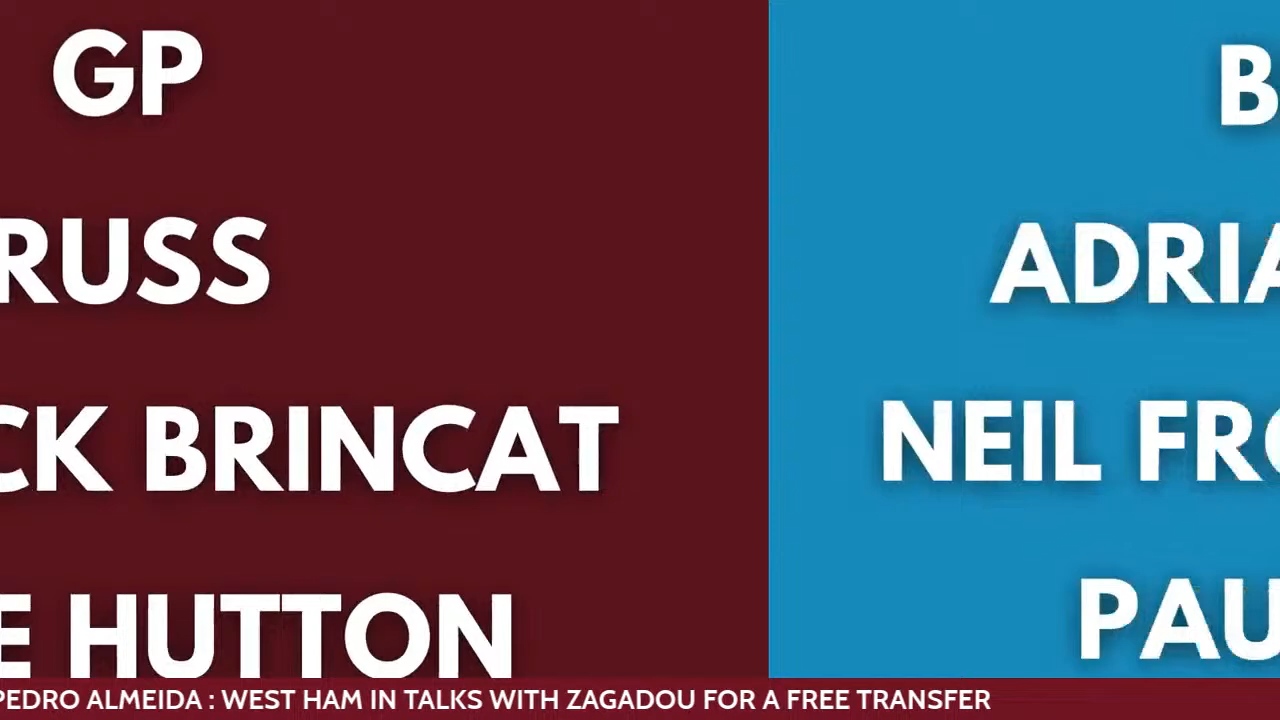 GP
RUSS
CK BRINCAT
E HUTTON
B
ADRIA
NEIL FRO
PAU
PEDRO ALMEIDA : WEST HAM IN TALKS WITH ZAGADOU FOR A FREE TRANSFER